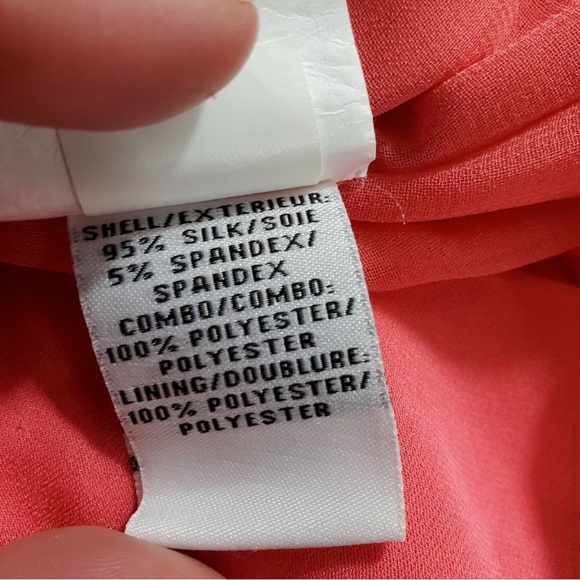 SHELL/EXTERIEUR:
95% SILK/SOIE
5% SPANDEX/
SPANDEX
COMBO/COMBO:
100% POLYESTER/
POLYESTER
LINING/DOUBLURE:
100% POLYESTER/
POLYESTER